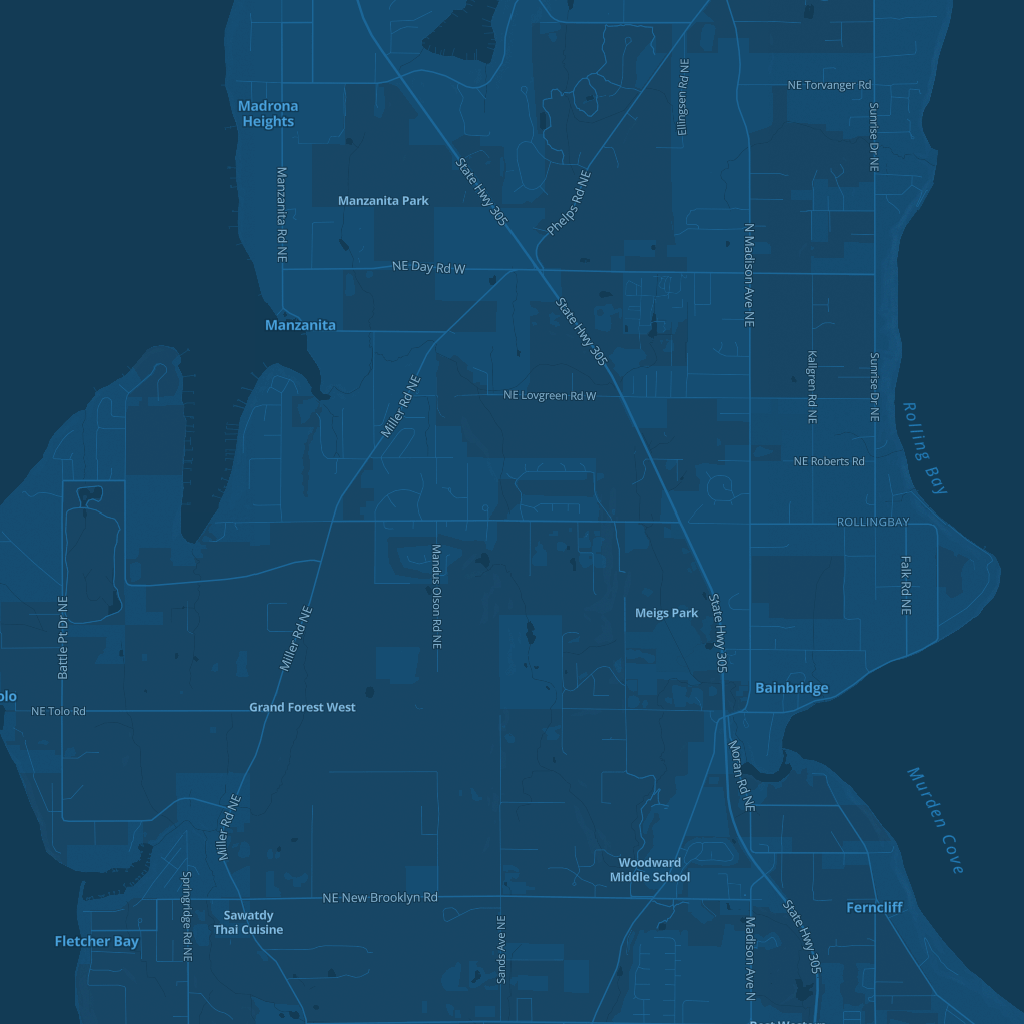 NE Torvanger Rd
Ellingsen Rd NE
Madrona
Heights
Sunrise Dr NE
State Hwy 305
Manzanita Park
Phelps Rd NE
Manzanita Rd NE
NE Day Rd W
N Madison Ave NE
Manzanita
State Hwy 305
Kallgren Rd NE
Sunrise Dr NE
Miller Rd NE
NE Lovgreen Rd W
Rolling Bay
NE Roberts Rd
ROLLINGBAY
Mandus Olson Rd NE
Falk Rd NE
Battle Pt Dr NE
Miller Rd NE
Meigs Park
State Hwy 305
Bainbridge
olo
NE Tolo Rd
Grand Forest West
Moran Rd NE
Murden Cove
Miller Rd NE
Woodward
Middle School
Springridge Rd NE
NE New Brooklyn Rd
Ferncliff
Sawatdy
Thai Cuisine
State Hwy 305
Fletcher Bay
Sands Ave NE
Madison Ave N